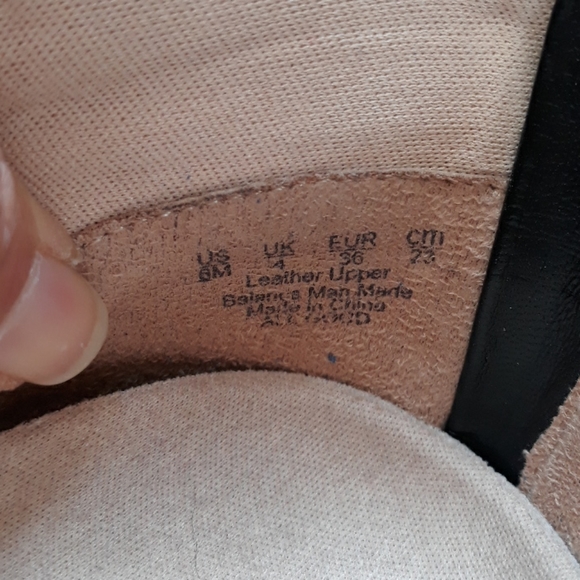 US UK EUR cm
6M 4 36 23
Leather Upper
Balance Man Made
Made in China